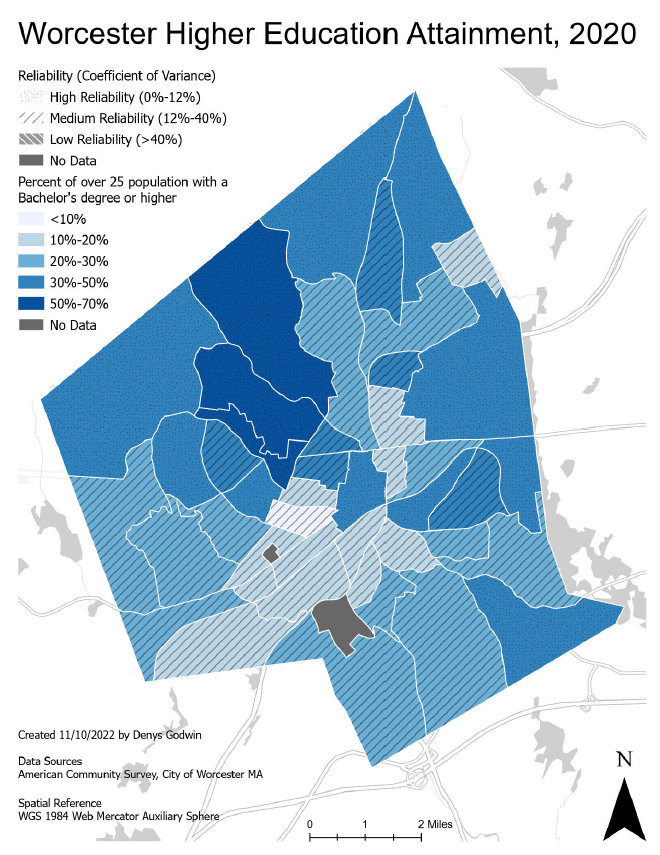 Worcester Higher Education Attainment, 2020
Reliability (Coefficient of Variance)
High Reliability (0%-12%)
Medium Reliability (12%-40%)
Low Reliability (>40%)
No Data
Percent of over 25 population with a
Bachelor's degree or higher
<10%
10%-20%
20%-30%
30%-50%
50%-70%
No Data
Created 11/10/2022 by Denys Godwin
Data Sources
American Community Survey, City of Worcester MA
Spatial Reference
WGS 1984 Web Mercator Auxiliary Sphere
0 1 2 Miles
N